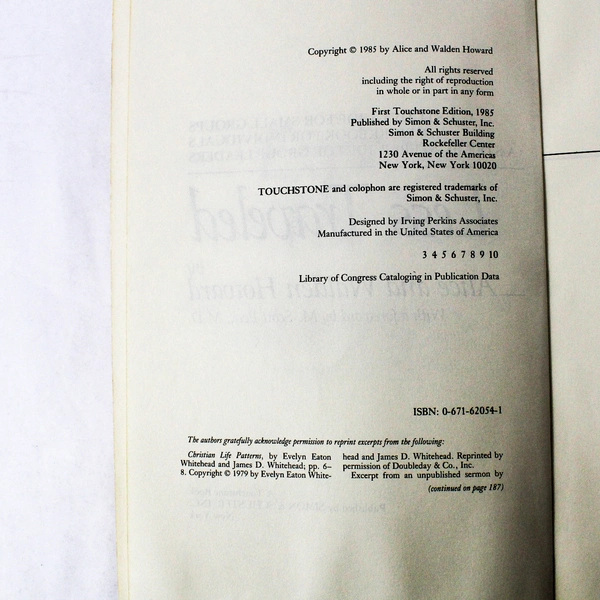 Copyright © 1985 by Alice and Walden Howard
All rights reserved
including the right of reproduction
in whole or in part in any form
First Touchstone Edition, 1985
Published by Simon & Schuster, Inc.
Simon & Schuster Building
Rockefeller Center
1230 Avenue of the Americas
New York, New York 10020
TOUCHSTONE and colophon are registered trademarks of
Simon & Schuster, Inc.
Designed by Irving Perkins Associates
Manufactured in the United States of America
3 4 5 6 7 8 9 10
Library of Congress Cataloging in Publication Data
ISBN: 0-671-62054-1
The authors gratefully acknowledge permission to reprint excerpts from the following:
Christian Life Patterns, by Evelyn Eaton
Whitehead and James D. Whitehead; pp. 6–
8. Copyright © 1979 by Evelyn Eaton White-
head and James D. Whitehead. Reprinted by
permission of Doubleday & Co., Inc.
Excerpt from an unpublished sermon by
(continued on page 187)